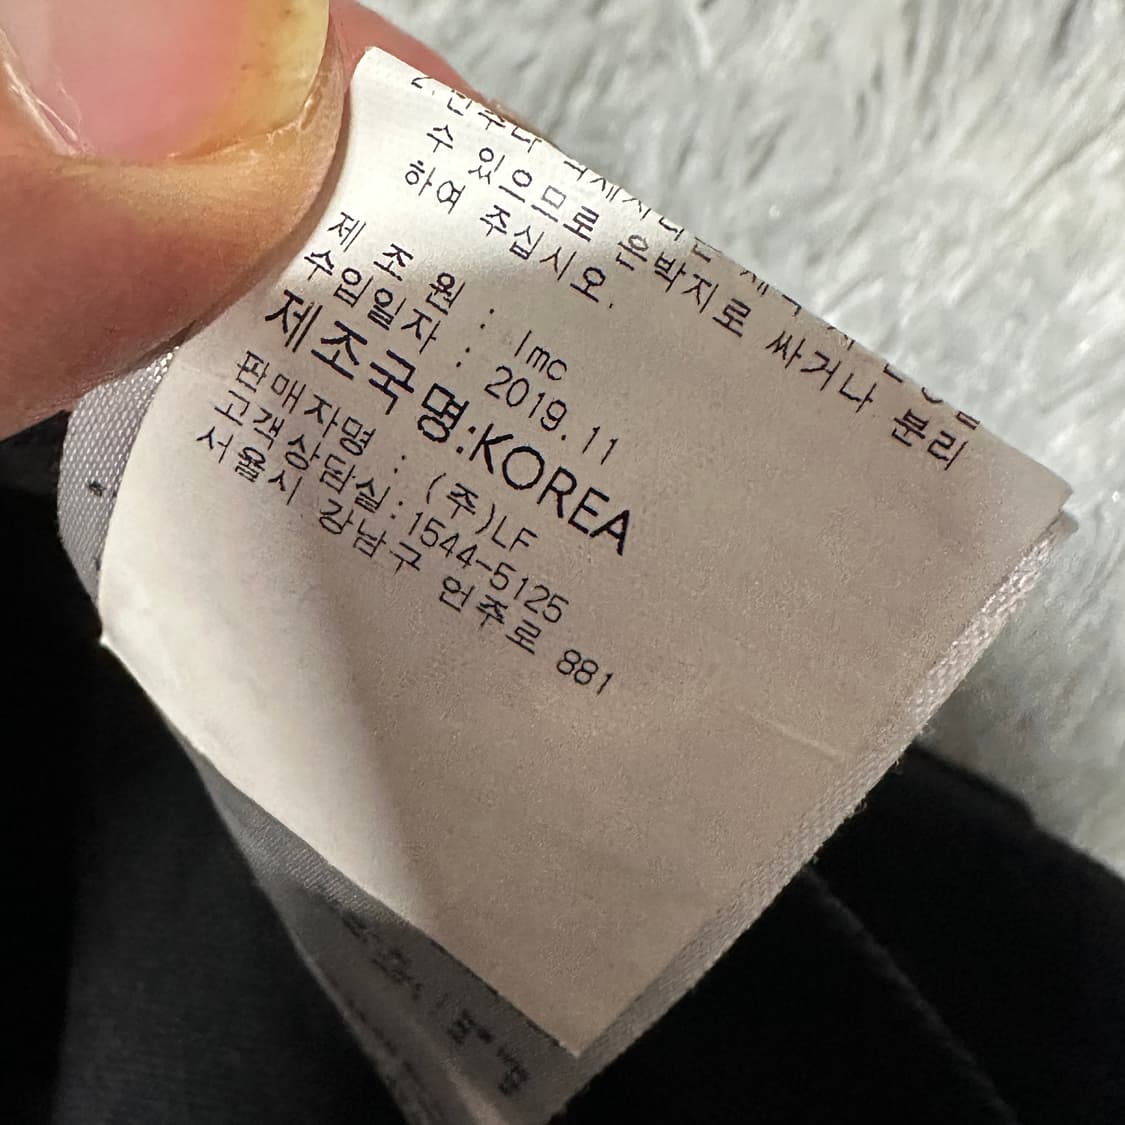 수 있으므로 은박지로 싸거나 분리
하여 주십시오.
제 조 원 : Imc
수입일자 : 2019.11
제조국명:KOREA
판매자명 : (주)LF
고객상담실:1544-5125
서울시 강남구 언주로 881